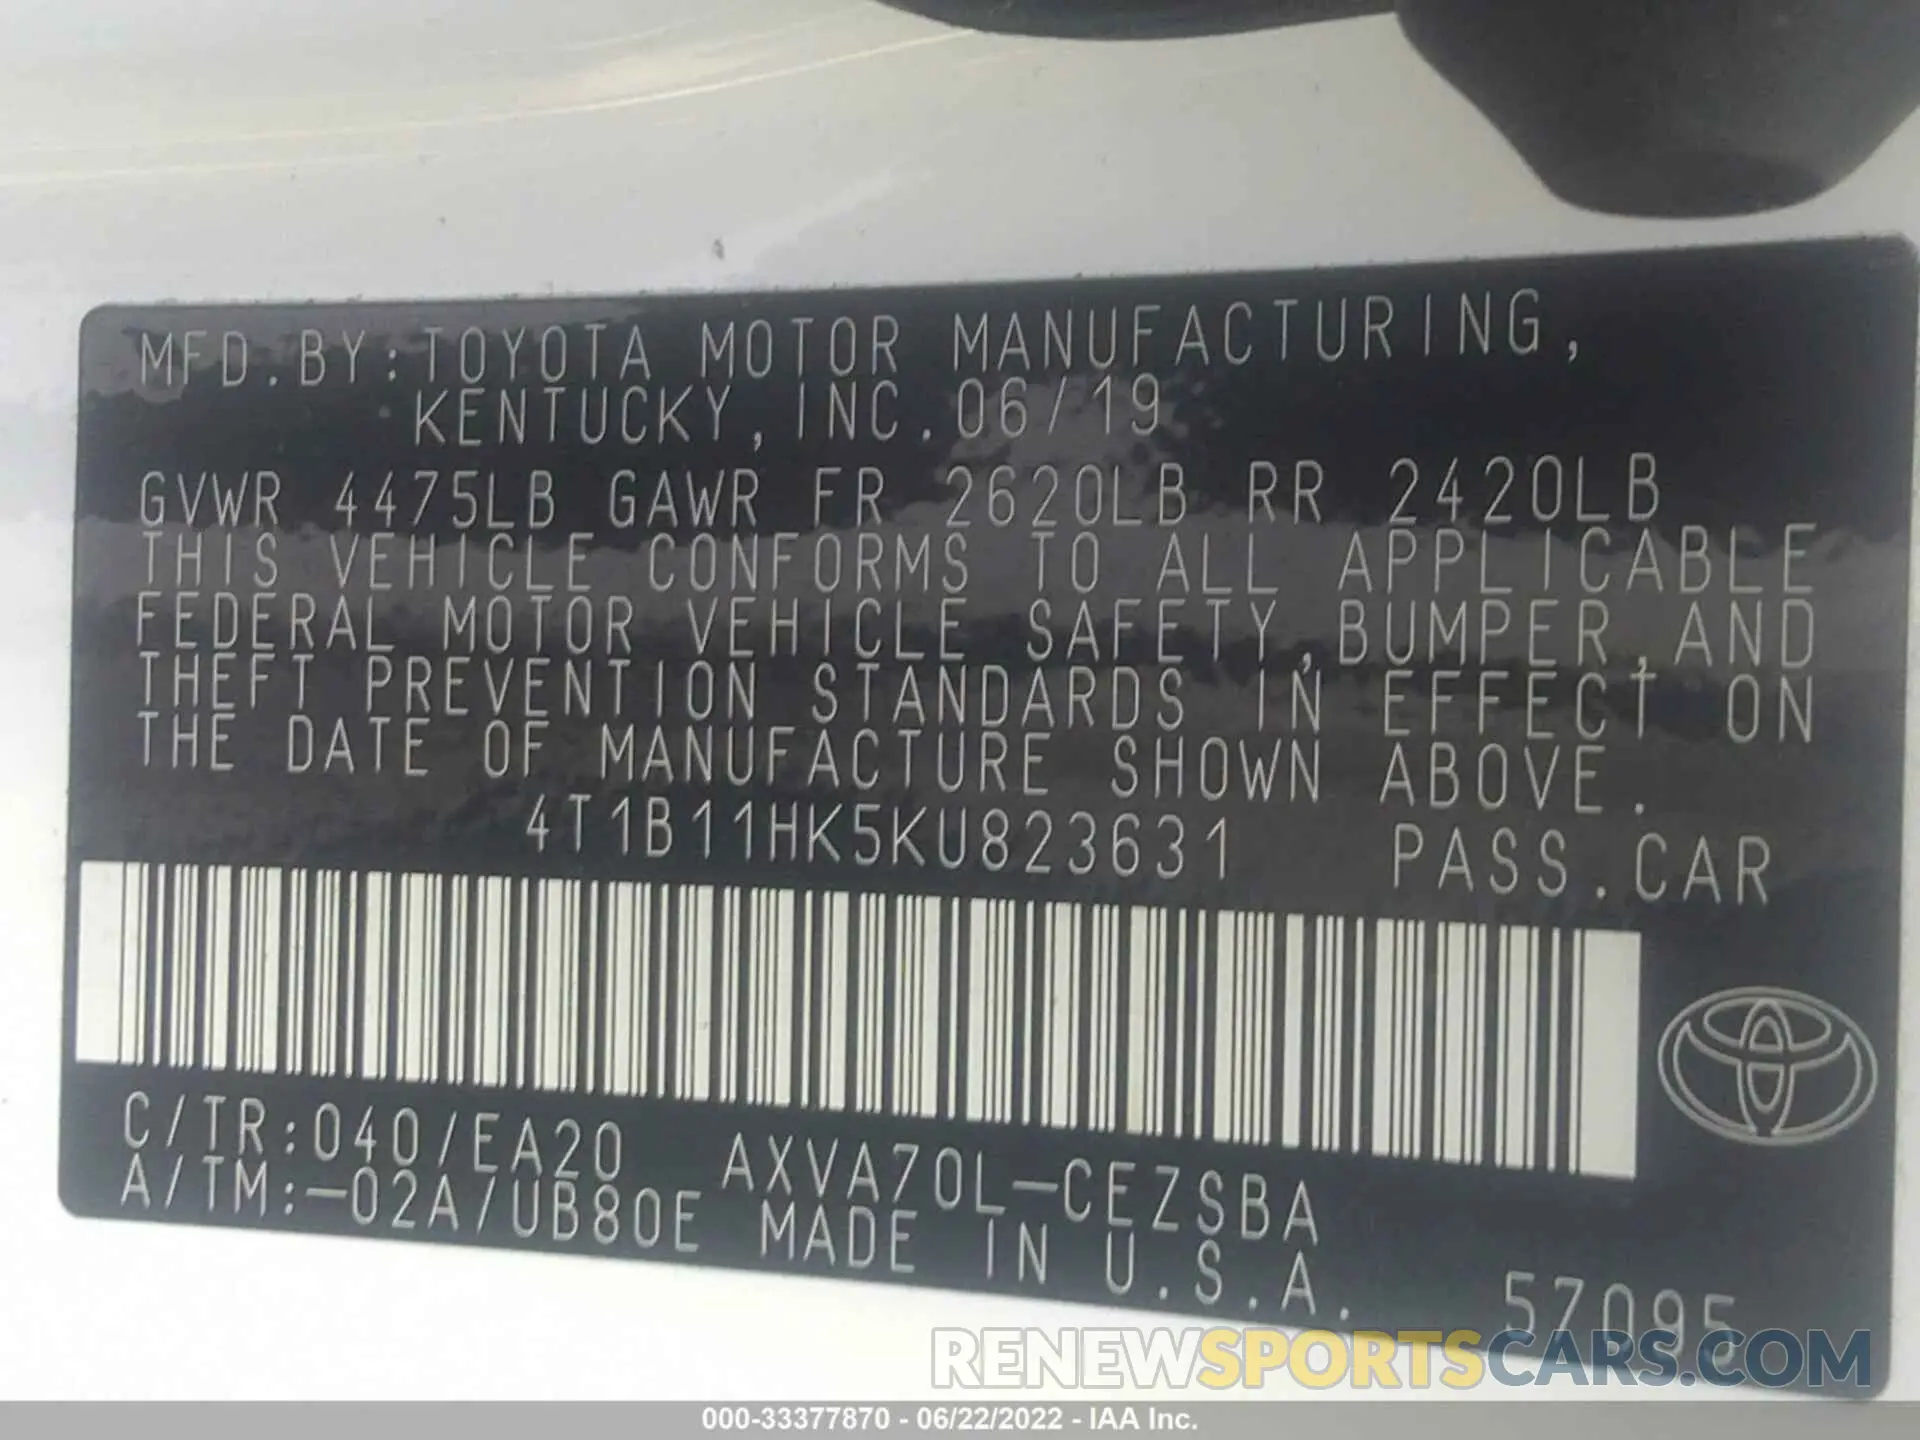 MFD.BY:TOYOTA MOTOR MANUFACTURING,
KENTUCKY, INC. 06/19
GVWR 4475LB GAWR FR 2620LB RR 2420LB
THIS VEHICLE CONFORMS TO ALL APPLICABLE
FEDERAL MOTOR VEHICLE SAFETY,BUMPER,AND
THEFT PREVENTION STANDARDS IN EFFECT ON
THE DATE OF MANUFACTURE SHOWN ABOVE.
4T1B11HK5KU823631 PASS.CAR
C/TR:040/EA20 AXVA70L-CEZSBA
A/TM:-02A/UB80E MADE IN U.S.A.
57095
RENEWSPORTSCARS.COM
000-33377870 - 06/22/2022 - IAA Inc.